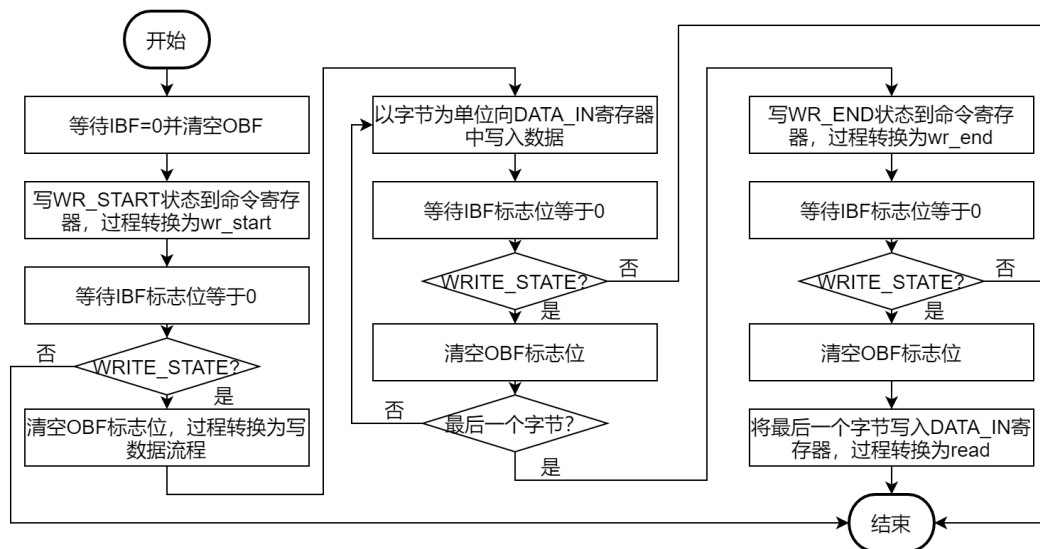 开始
等待IBF=0并清空OBF
写WR_START状态到命令寄存
器，过程转换为wr_start
等待IBF标志位等于0
否
WRITE_STATE?
是
清空OBF标志位，过程转换为写
数据流程
以字节为单位向DATA_IN寄存器
中写入数据
等待IBF标志位等于0
否
WRITE_STATE?
是
清空OBF标志位
否
最后一个字节？
是
写WR_END状态到命令寄存
器，过程转换为wr_end
等待IBF标志位等于0
否
WRITE_STATE?
是
清空OBF标志位
将最后一个字节写入DATA_IN寄
存器，过程转换为read
结束